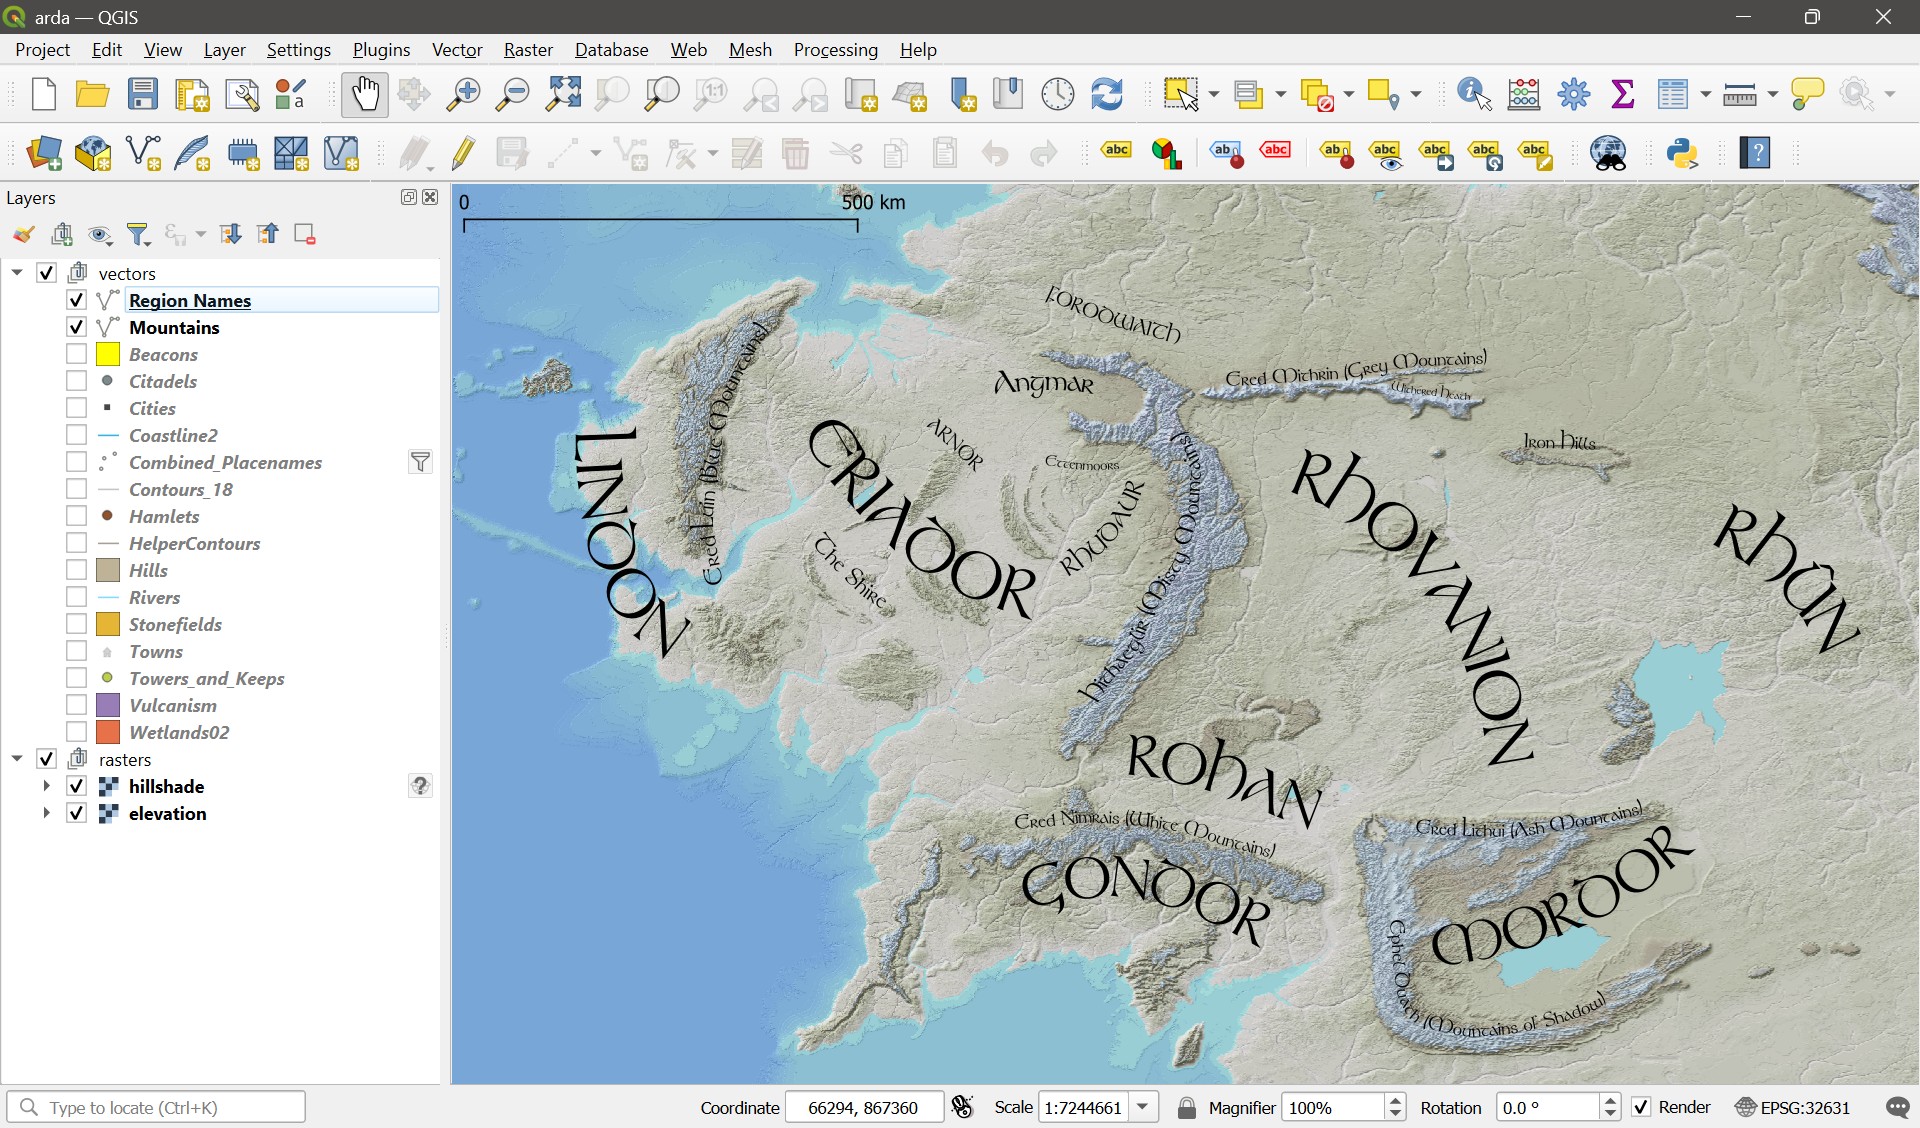 arda — QGIS
Project Edit View Layer Settings Plugins Vector Raster Database Web Mesh Processing Help
Layers
vectors
Region Names
Mountains
Beacons
Citadels
Cities
Coastline2
Combined_Placenames
Contours_18
Hamlets
HelperContours
Hills
Rivers
Stonefields
Towns
Towers_and_Keeps
Vulcanism
Wetlands02
rasters
hillshade
elevation
0 500 km
FORODWAITH
Angmar
Ered Mithrin (Grey Mountains)
Withered Heath
Iron Hills
Ered Luin (Blue Mountains)
LINDON
ERIADOR
ARNOR
Ettenmoors
RHUDAUR
The Shire
Hithaeglir (Misty Mountains)
RHOVANION
RHÛN
ROHAN
Ered Nimrais (White Mountains)
GONDOR
Ered Lithui (Ash Mountains)
MORDOR
Ephel Duath (Mountains of Shadow)
Type to locate (Ctrl+K) Coordinate 66294, 867360 Scale 1:7244661 Magnifier 100% Rotation 0.0 ° Render EPSG:32631